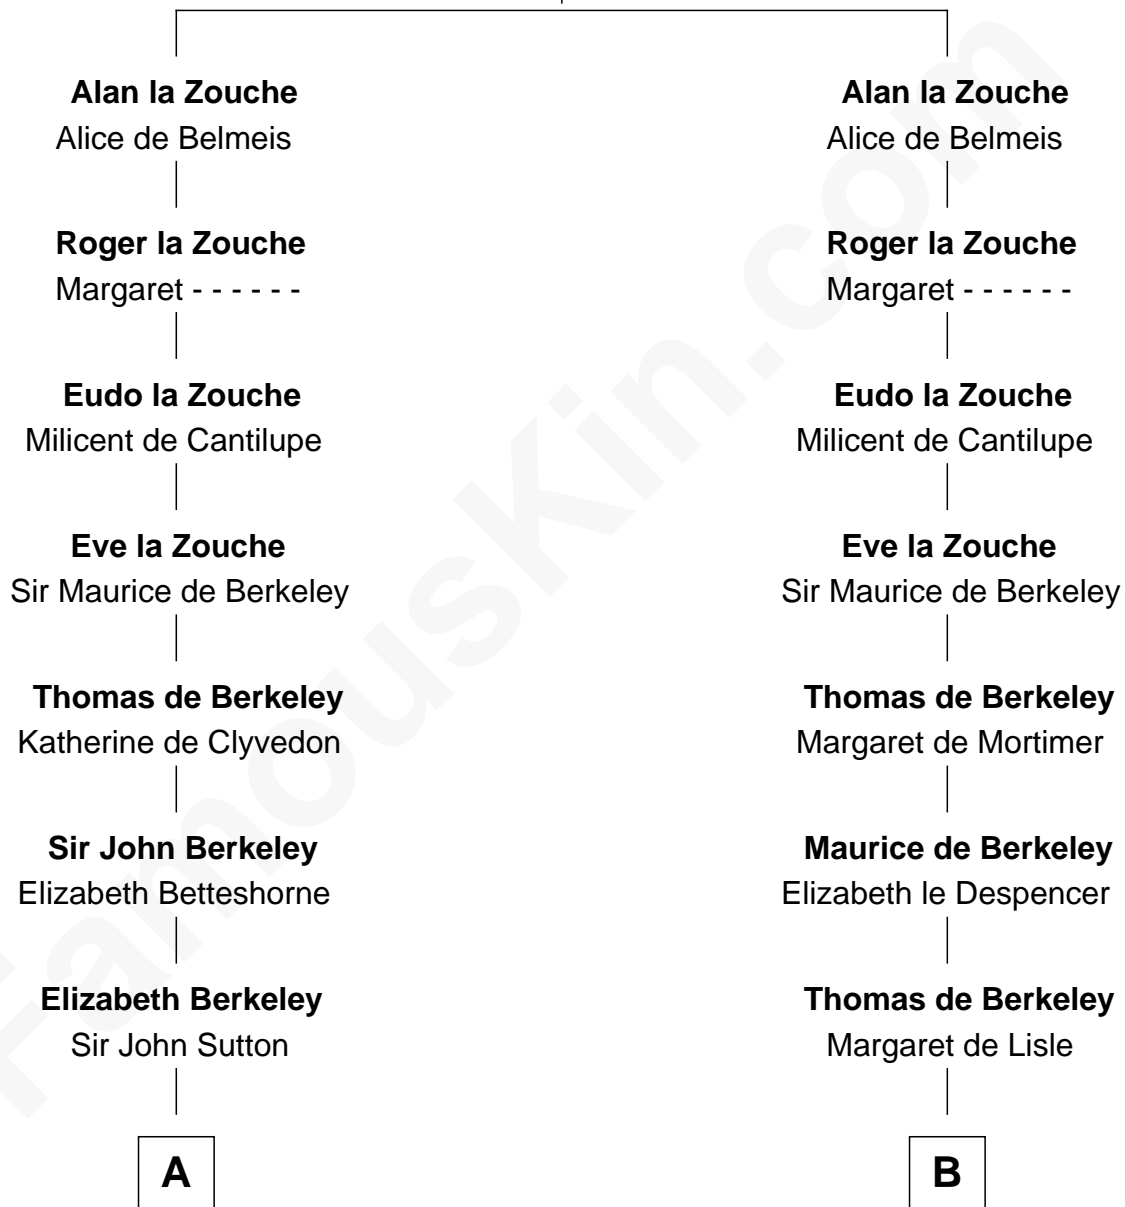 Alan la Zouche
Alice de Belmeis
Roger la Zouche
Margaret - - - - - -
Eudo la Zouche
Milicent de Cantilupe
Eve la Zouche
Sir Maurice de Berkeley
Thomas de Berkeley
Katherine de Clyvedon
Sir John Berkeley
Elizabeth Betteshorne
Elizabeth Berkeley
Sir John Sutton
A
Alan la Zouche
Alice de Belmeis
Roger la Zouche
Margaret - - - - - -
Eudo la Zouche
Milicent de Cantilupe
Eve la Zouche
Sir Maurice de Berkeley
Thomas de Berkeley
Margaret de Mortimer
Maurice de Berkeley
Elizabeth le Despencer
Thomas de Berkeley
Margaret de Lisle
B
FamousKin.com